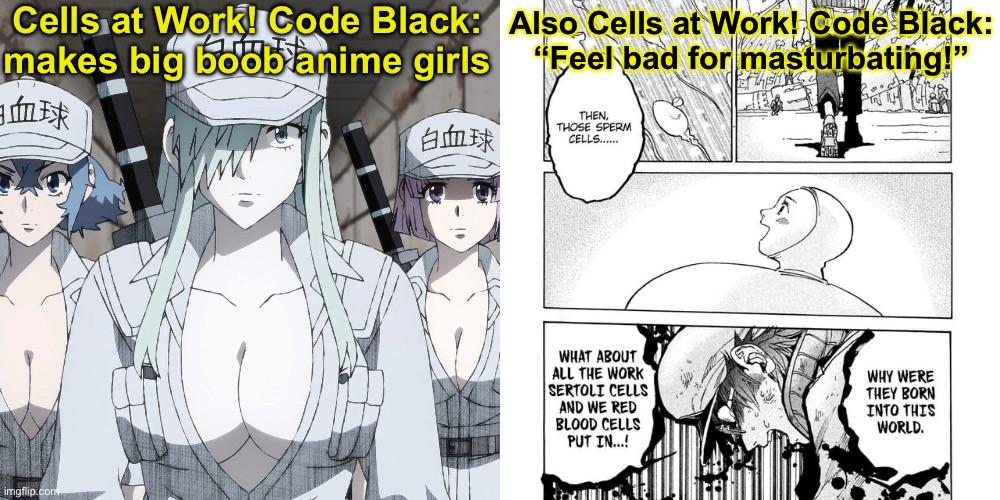 Cells at Work! Code Black:
makes big boob anime girls
白血球
白血球
白血球
imgflip.com
Also Cells at Work! Code Black:
“Feel bad for masturbating!”
THEN,
THOSE SPERM
CELLS......
WHAT ABOUT
ALL THE WORK
SERTOLI CELLS
AND WE RED
BLOOD CELLS
PUT IN...!
WHY WERE
THEY BORN
INTO THIS
WORLD.